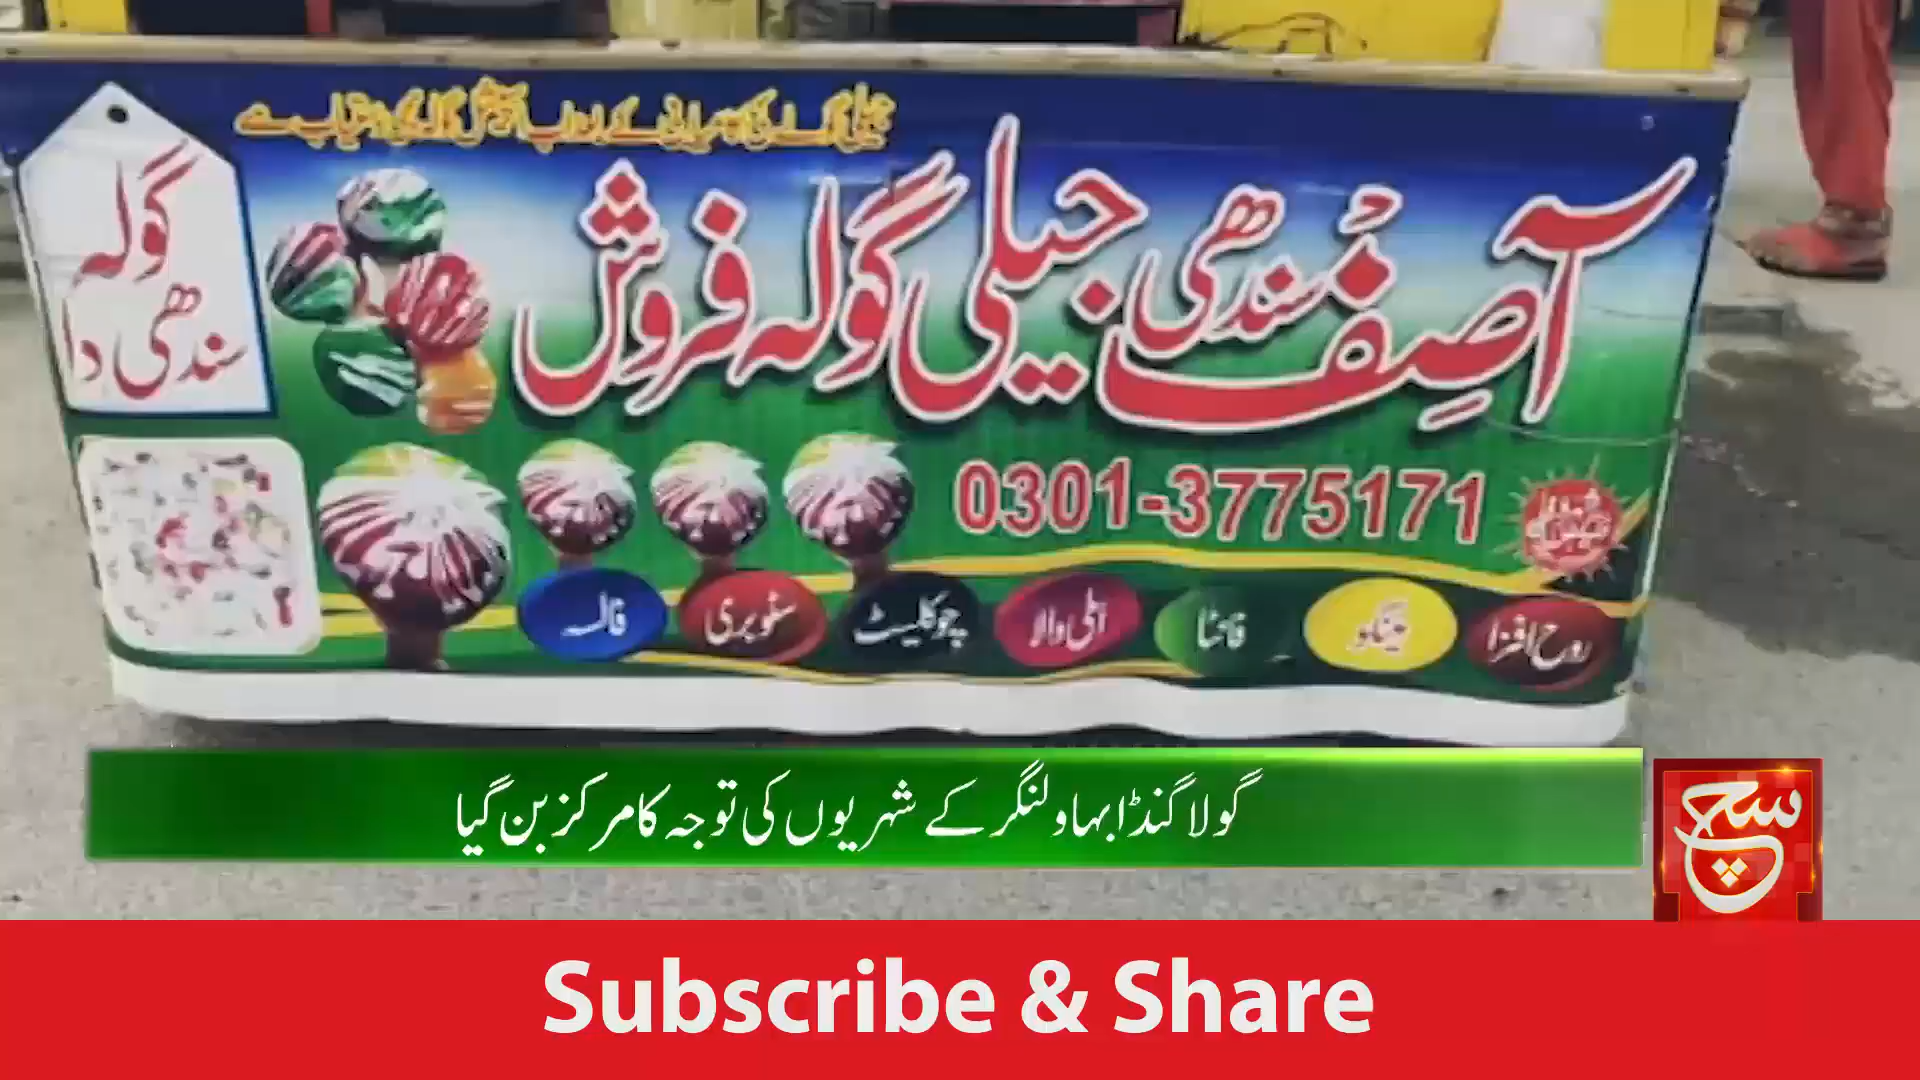 گولہ
سندھی دا
آصف سندھی جیلی گولہ فروش
0301-3775171
روح افزا
مینگو
فانٹا
املی والا
چوکلیٹ
سٹوبری
فالسہ
گولا گنڈا بہاولنگر کے شہریوں کی توجہ کا مرکز بن گیا
سچ
Subscribe & Share